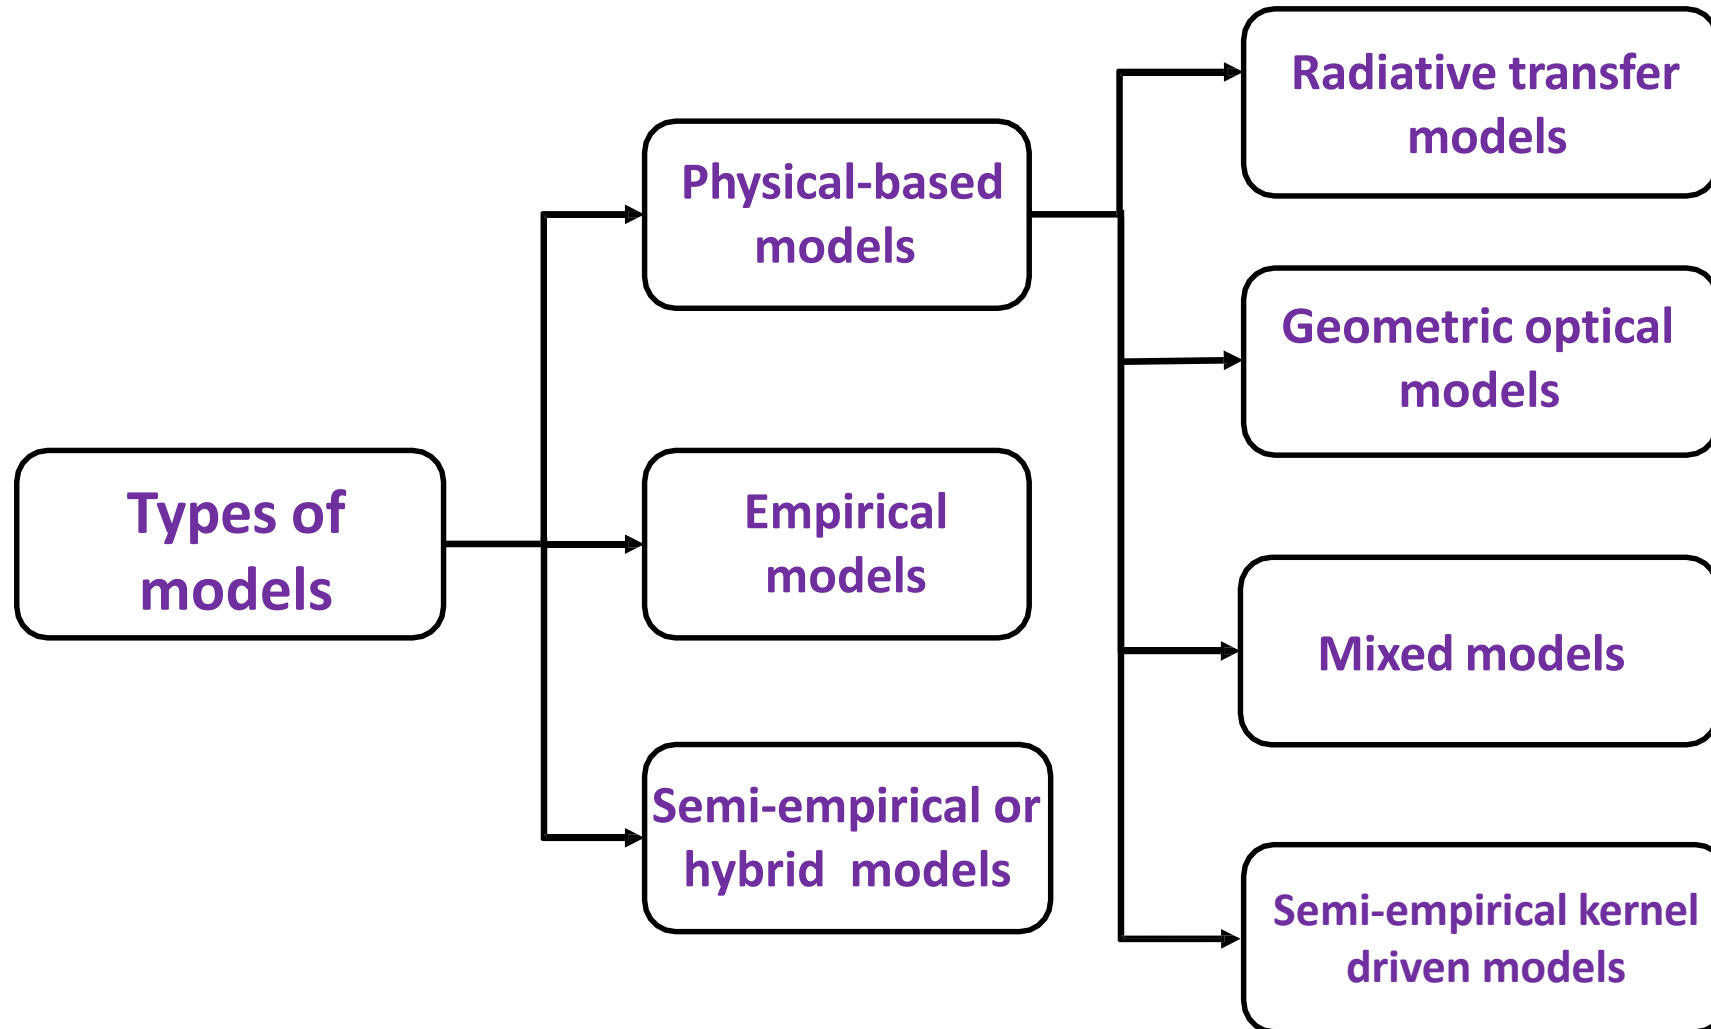 Types of
models
Physical-based
models
Empirical
models
Semi-empirical or
hybrid  models
Radiative transfer
models
Geometric optical
models
Mixed models
Semi-empirical kernel
driven models